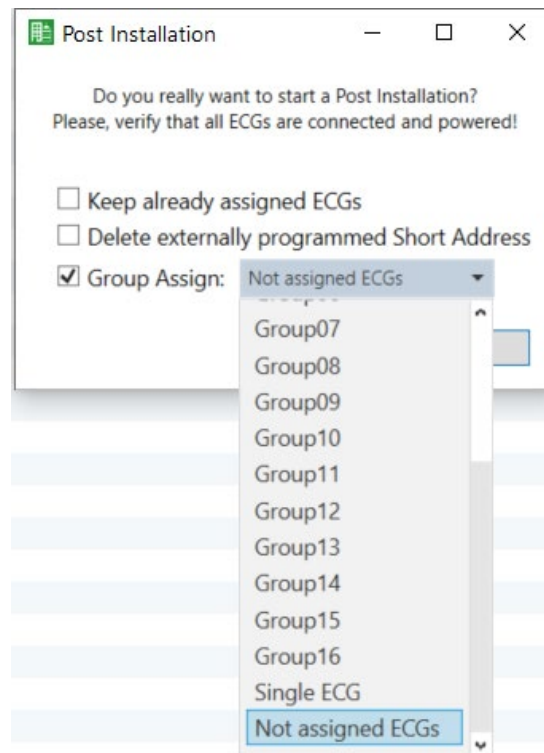 Post Installation
Do you really want to start a Post Installation?
Please, verify that all ECGs are connected and powered!
Keep already assigned ECGs
Delete externally programmed Short Address
Group Assign: Not assigned ECGs
Group07
Group08
Group09
Group10
Group11
Group12
Group13
Group14
Group15
Group16
Single ECG
Not assigned ECGs